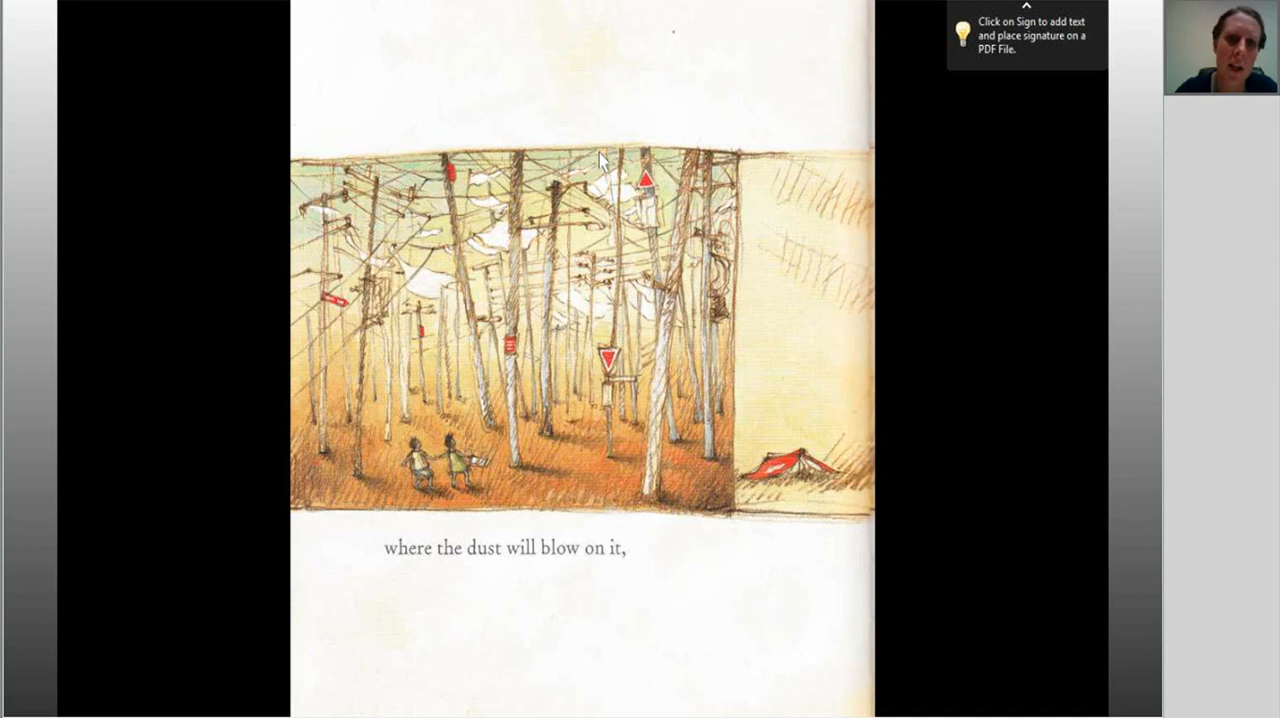 Click on Sign to add text
and place signature on a
PDF File.
where the dust will blow on it,